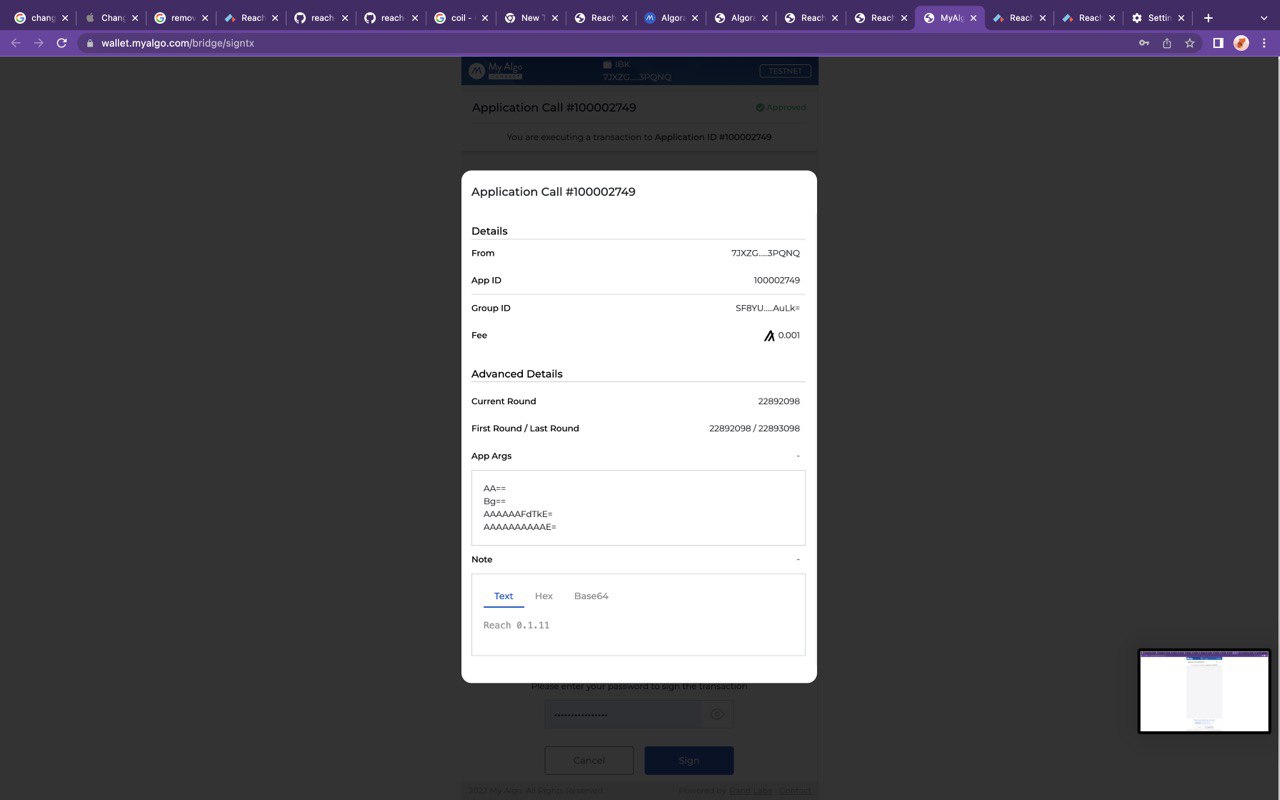 chang
Chang
remov
Reach
reach
reach-
coil -
New T
Reach
Algora
Algora
Reach
Reach
MyAlg
Reach
Reach
Settin
wallet.myalgo.com/bridge/signtx
My Algo
CONNECT
IBK
7JXZG.....3PQNQ
TESTNET
Application Call #100002749
Approved
You are executing a transaction to Application ID #100002749
Application Call #100002749
Details
From 7JXZG.....3PQNQ
App ID 100002749
Group ID SF8YU.....AuLk=
Fee 0.001
Advanced Details
Current Round 22892098
First Round / Last Round 22892098 / 22893098
App Args -
AA==
Bg==
AAAAAAFdTkE=
AAAAAAAAAAE=
Note -
Text Hex Base64
Reach 0.1.11
Please enter your password to sign the transaction
Cancel Sign
2022 My Algo. All Rights Reserved. Powered by Rand Labs · Contact